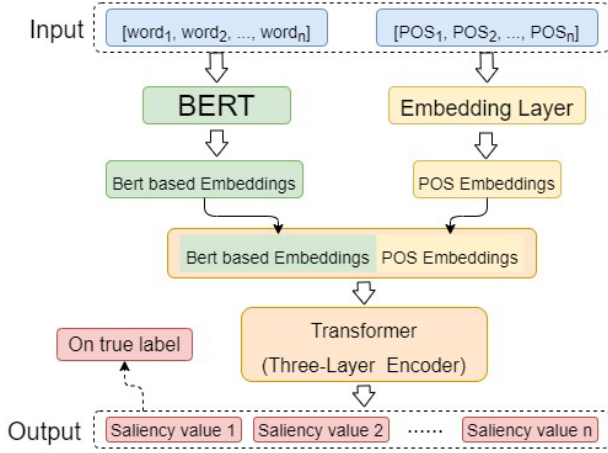 Input
[word1, word2, ..., wordn]
[POS1, POS2, ..., POSn]
BERT
Embedding Layer
Bert based Embeddings
POS Embeddings
Bert based Embeddings POS Embeddings
Transformer
(Three-Layer Encoder)
On true label
Output
Saliency value 1
Saliency value 2
······
Saliency value n